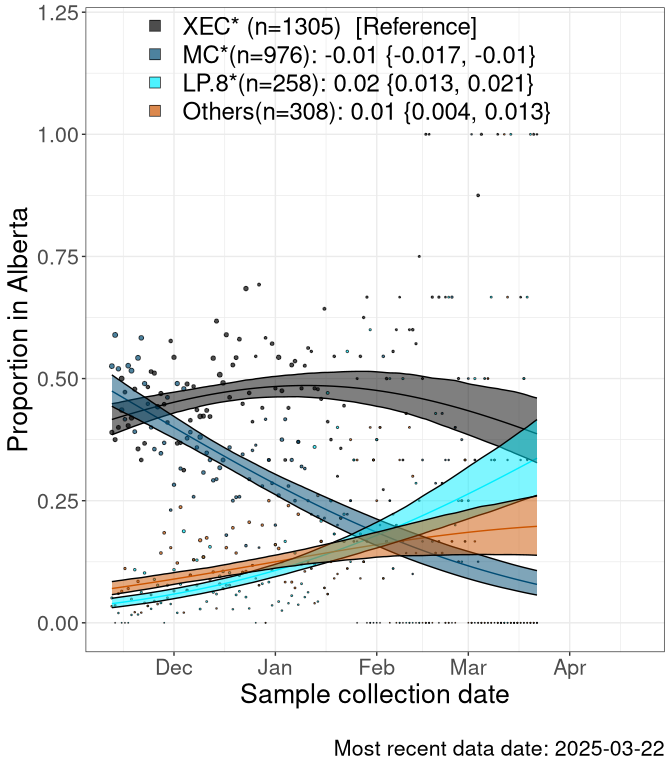 XEC* (n=1305)  [Reference]
MC*(n=976): -0.01 {-0.017, -0.01}
LP.8*(n=258): 0.02 {0.013, 0.021}
Others(n=308): 0.01 {0.004, 0.013}
1.25
1.00
0.75
0.50
0.25
0.00
Proportion in Alberta
Dec Jan Feb Mar Apr
Sample collection date
Most recent data date: 2025-03-22